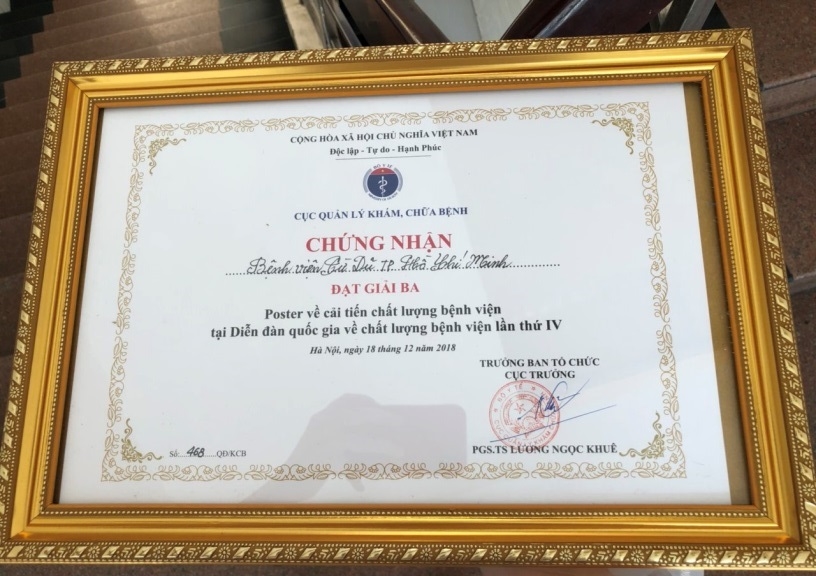 CỘNG HÒA XÃ HỘI CHỦ NGHĨA VIỆT NAM
Độc lập - Tự do - Hạnh Phúc
BỘ Y TẾ
CỤC QUẢN LÝ KHÁM, CHỮA BỆNH
CHỨNG NHẬN
Bệnh viện Từ Dũ TP Hồ Chí Minh
ĐẠT GIẢI BA
Poster về cải tiến chất lượng bệnh viện
tại Diễn đàn quốc gia về chất lượng bệnh viện lần thứ IV
Hà Nội, ngày 18 tháng 12 năm 2018
TRƯỞNG BAN TỔ CHỨC
CỤC TRƯỞNG
PGS.TS LƯƠNG NGỌC KHUÊ
Số: 468 QĐ/KCB